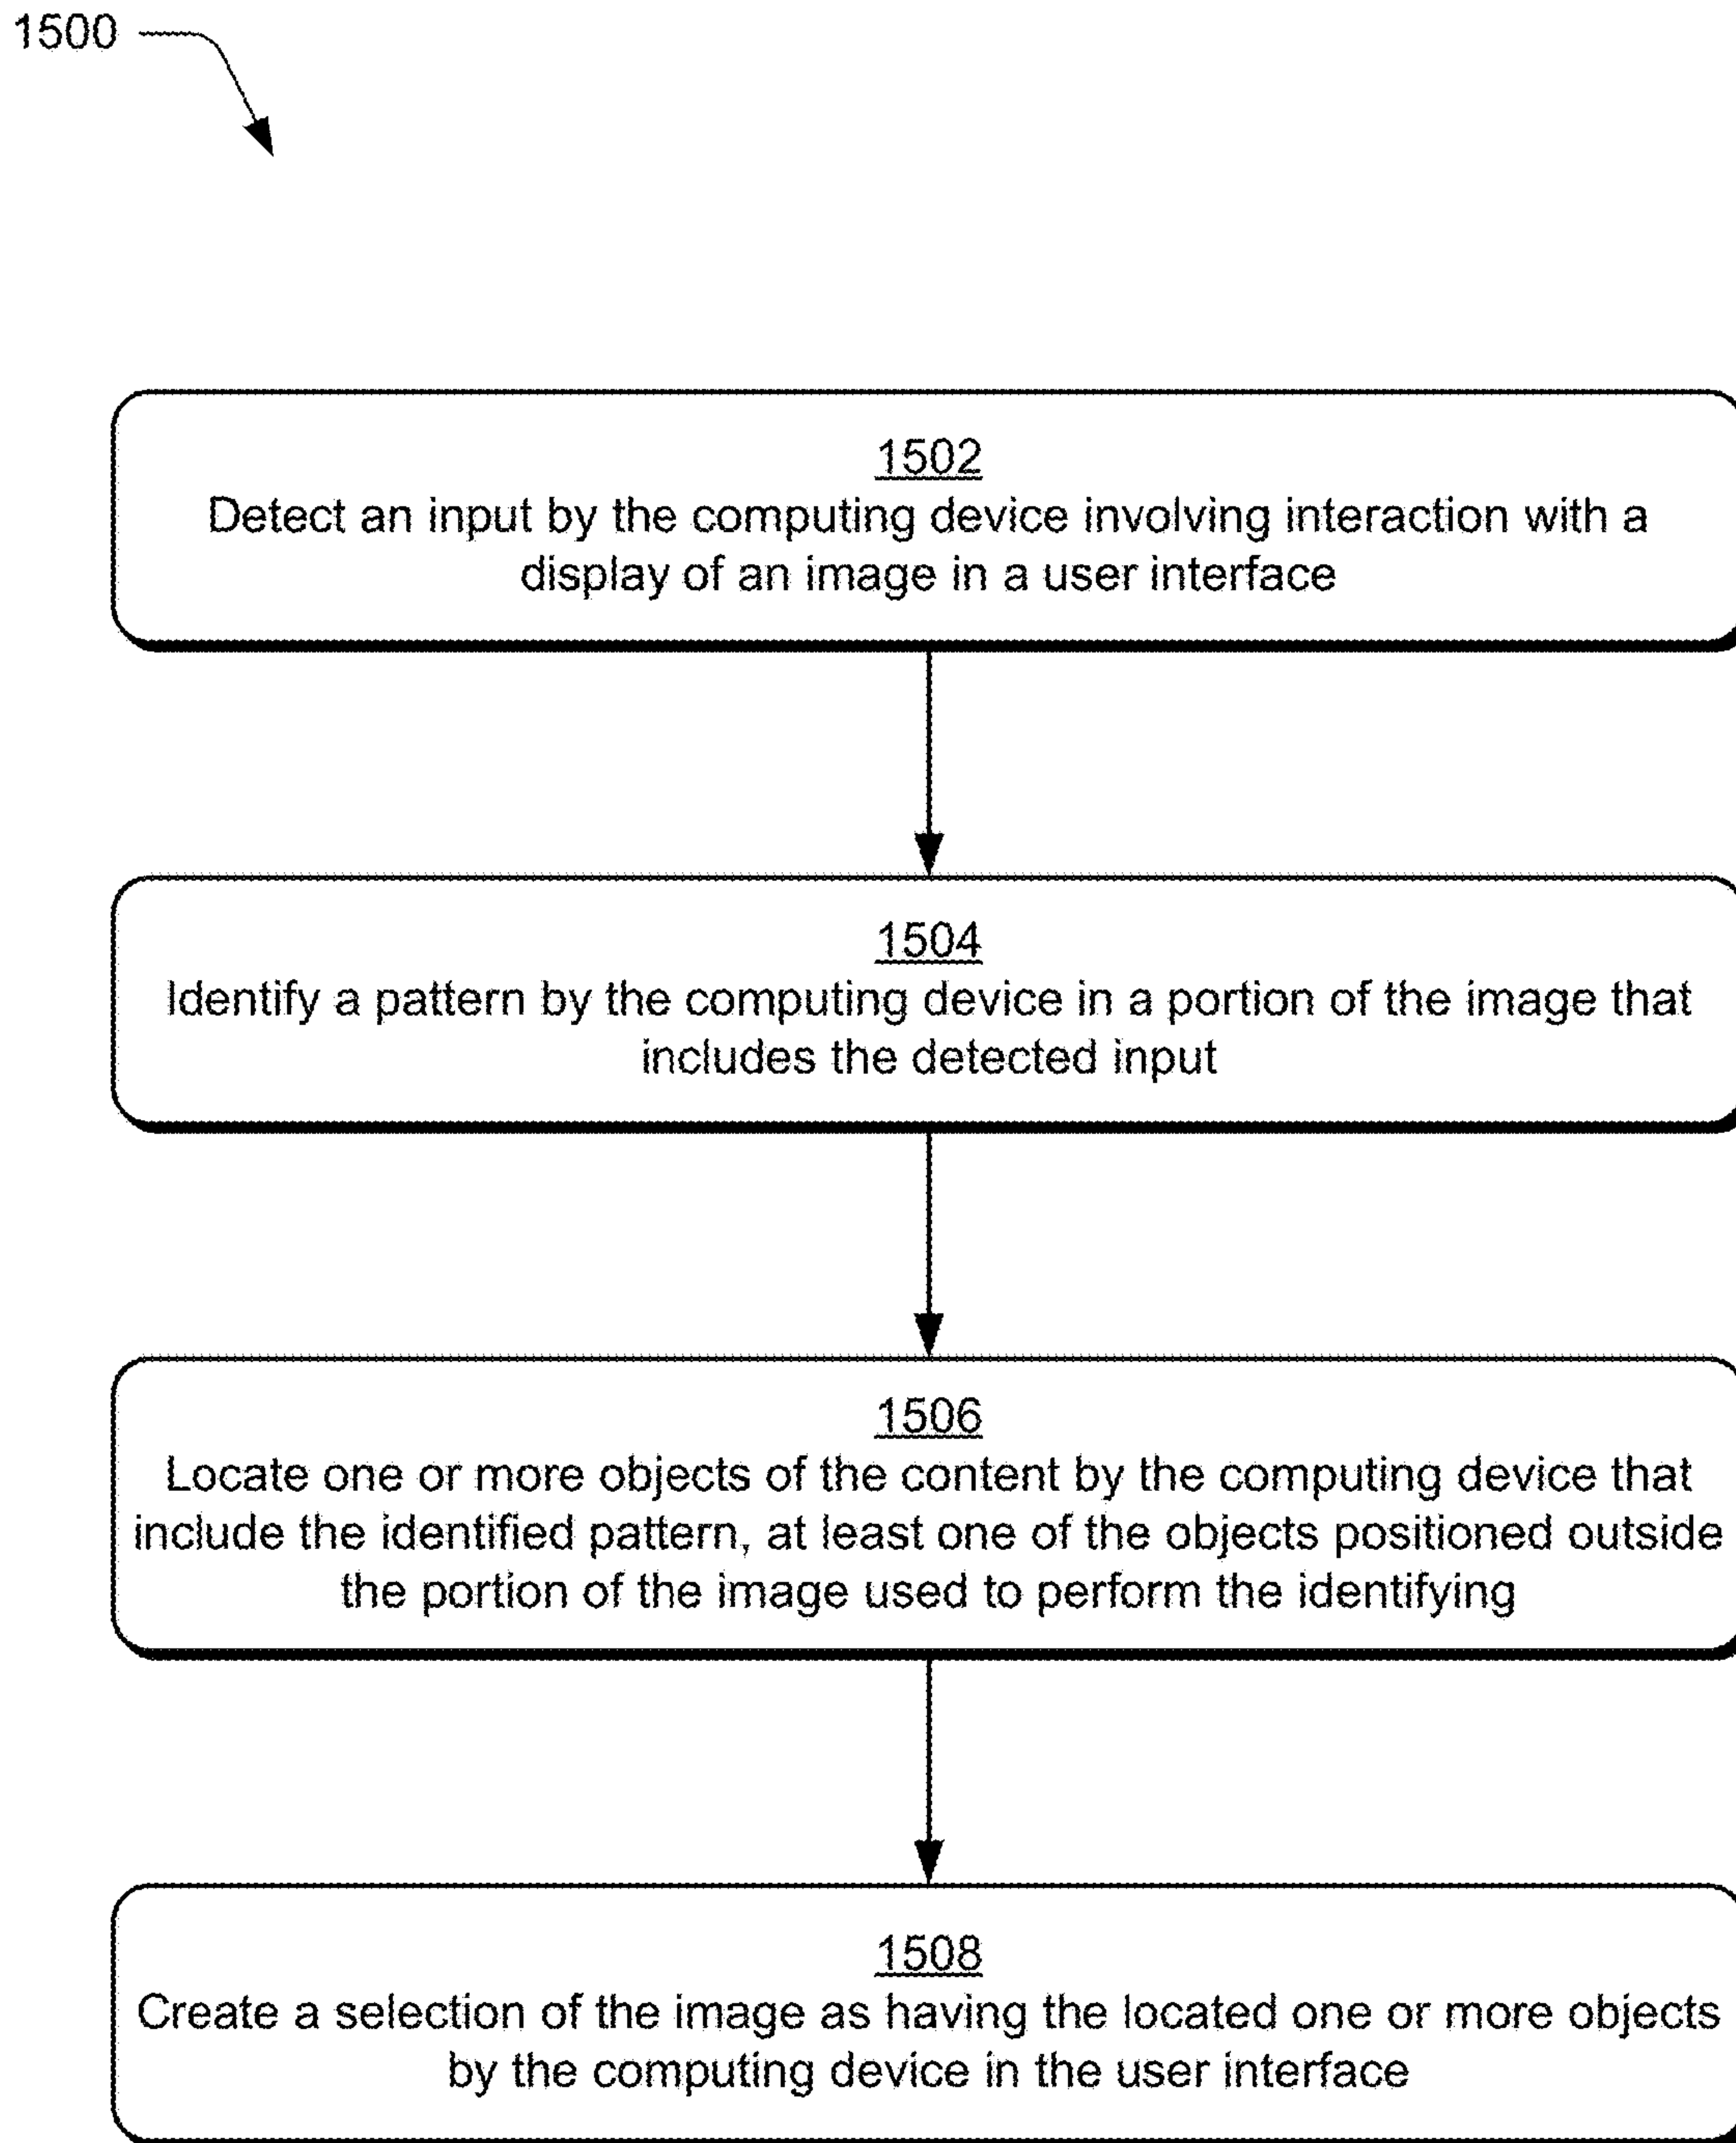 1500
1502
Detect an input by the computing device involving interaction with a
display of an image in a user interface
1504
Identify a pattern by the computing device in a portion of the image that
includes the detected input
1506
Locate one or more objects of the content by the computing device that
include the identified pattern, at least one of the objects positioned outside
the portion of the image used to perform the identifying
1508
Create a selection of the image as having the located one or more objects
by the computing device in the user interface